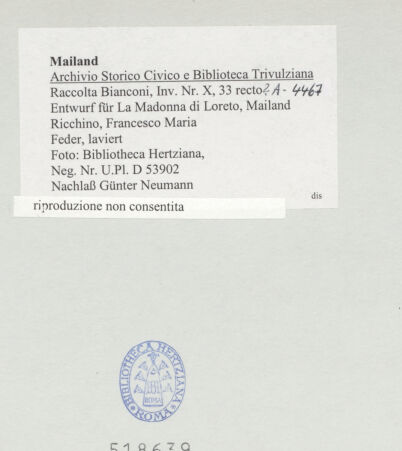 Mailand
Archivio Storico Civico e Biblioteca Trivulziana
Raccolta Bianconi, Inv. Nr. X, 33 recto? A - 4467
Entwurf für La Madonna di Loreto, Mailand
Ricchino, Francesco Maria
Feder, laviert
Foto: Bibliotheca Hertziana,
Neg. Nr. U.Pl. D 53902
Nachlaß Günter Neumann
dis
riproduzione non consentita
BIBLIOTHECA HERTZIANA
ROMA
518639